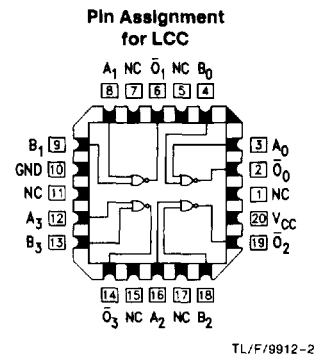 Pin Assignment
for LCC
A₁ NC Ō₁ NC B₀
8 7 6 5 4
B₁ 9
3 A₀
GND 10
2 Ō₀
NC 11
1 NC
A₃ 12
20 V_CC
B₃ 13
19 Ō₂
14 15 16 17 18
Ō₃ NC A₂ NC B₂
TL/F/9912-2